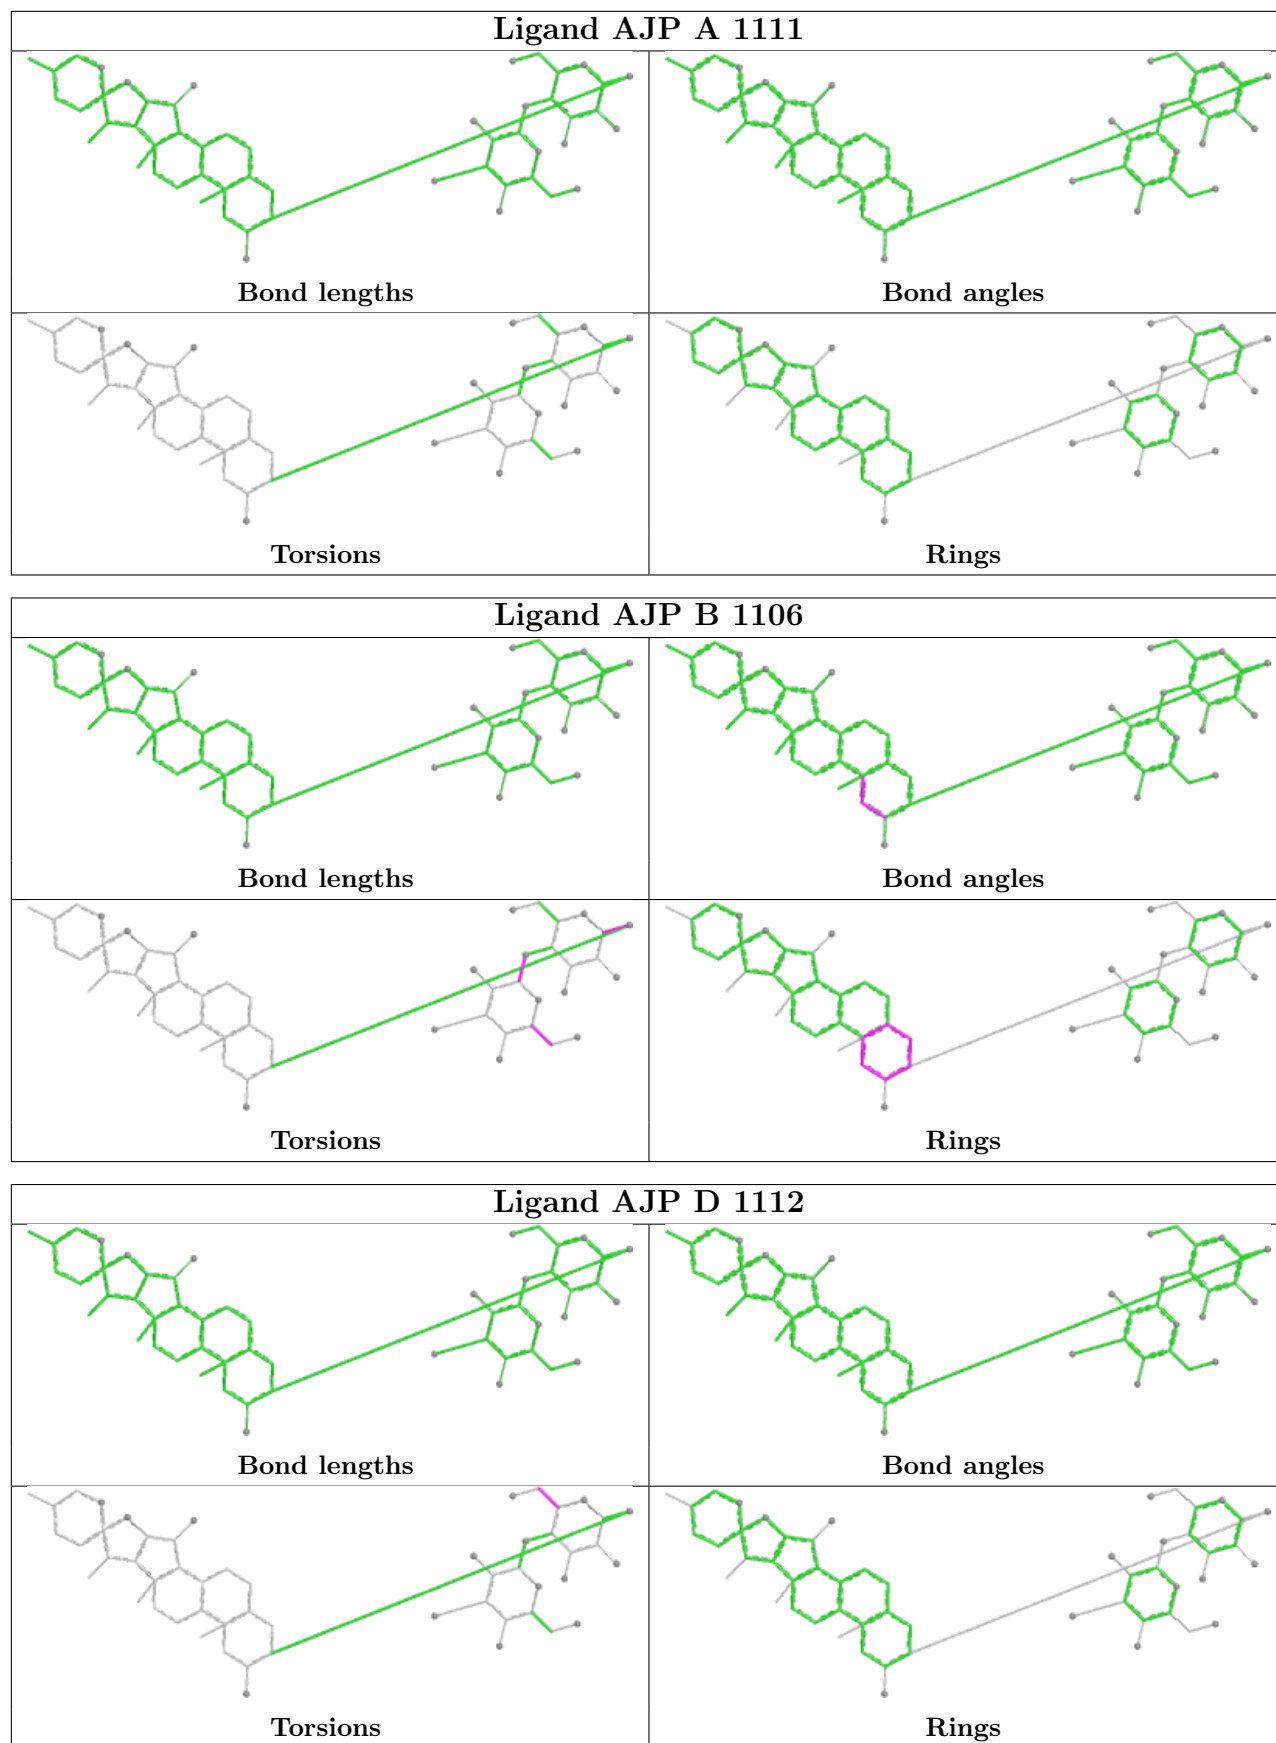 Ligand AJP A 1111
Bond lengths
Bond angles
Torsions
Rings
Ligand AJP B 1106
Bond lengths
Bond angles
Torsions
Rings
Ligand AJP D 1112
Bond lengths
Bond angles
Torsions
Rings